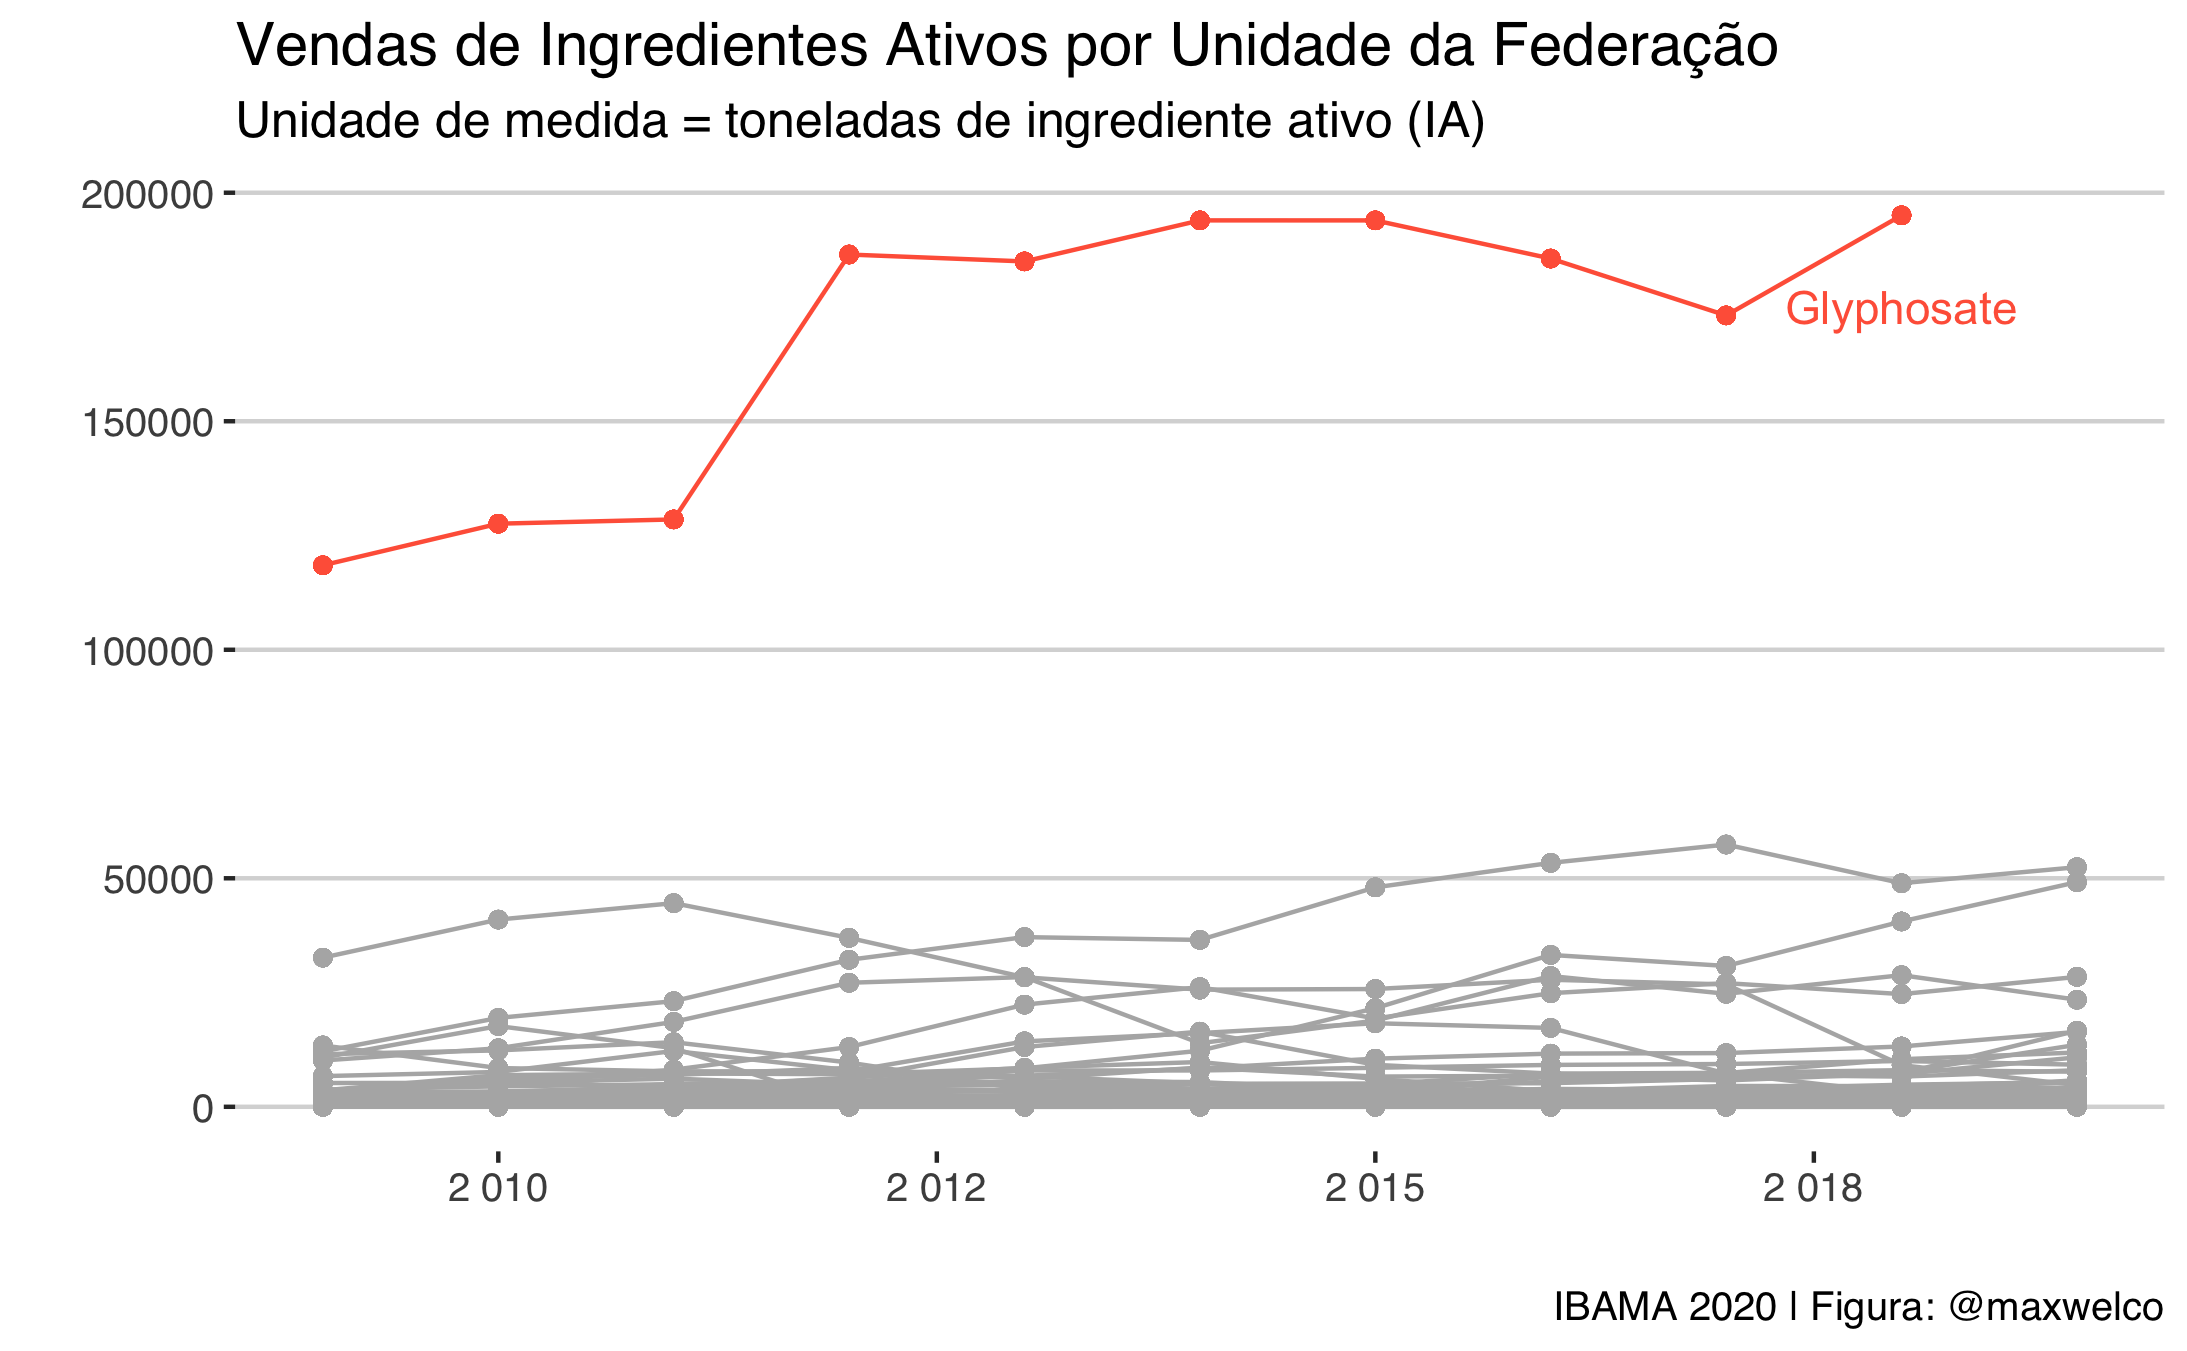 Vendas de Ingredientes Ativos por Unidade da Federação
Unidade de medida = toneladas de ingrediente ativo (IA)
200000
Glyphosate
150000
100000
50000
0
2 010 2 012 2 015 2 018
IBAMA 2020 | Figura: @maxwelco